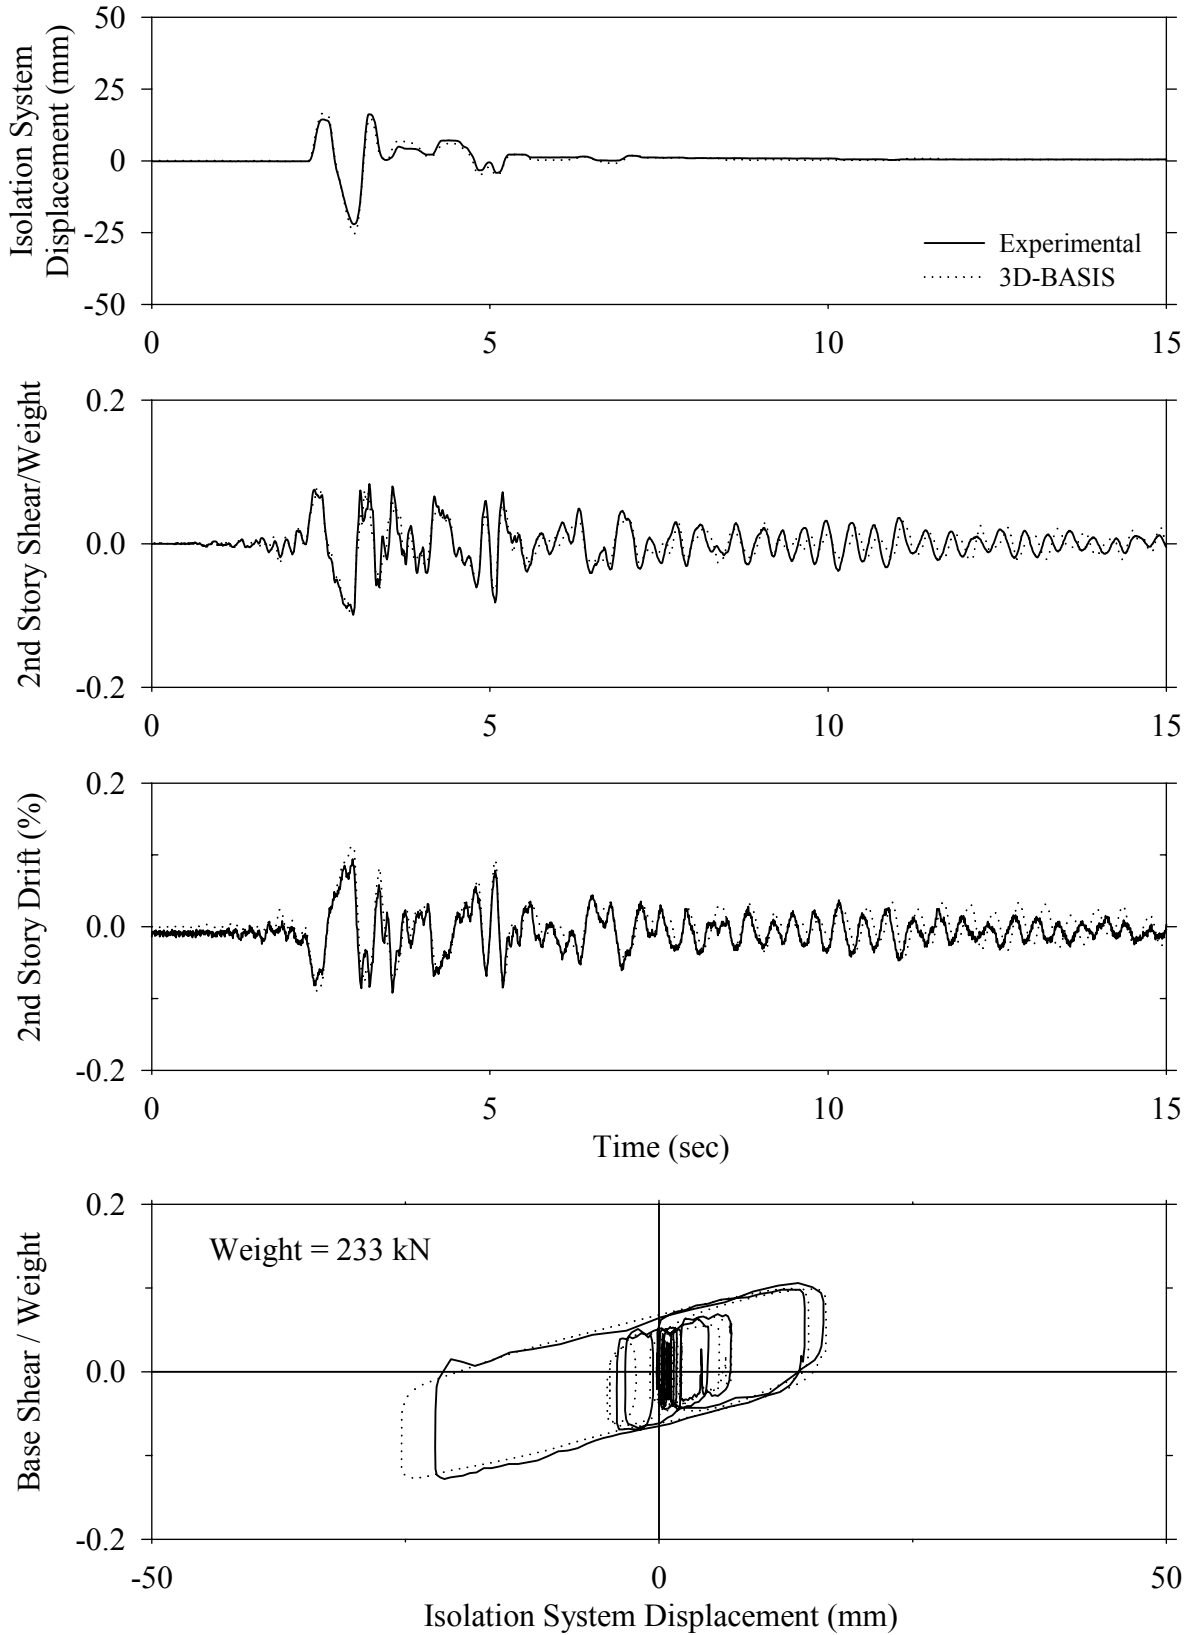 Isolation System
Displacement (mm)
50
25
0
-25
-50
Experimental
3D-BASIS
0 5 10 15
2nd Story Shear/Weight
0.2
0.0
-0.2
0 5 10 15
2nd Story Drift (%)
0.2
0.0
-0.2
0 5 10 15
Time (sec)
Base Shear / Weight
0.2
0.0
-0.2
Weight = 233 kN
-50 0 50
Isolation System Displacement (mm)